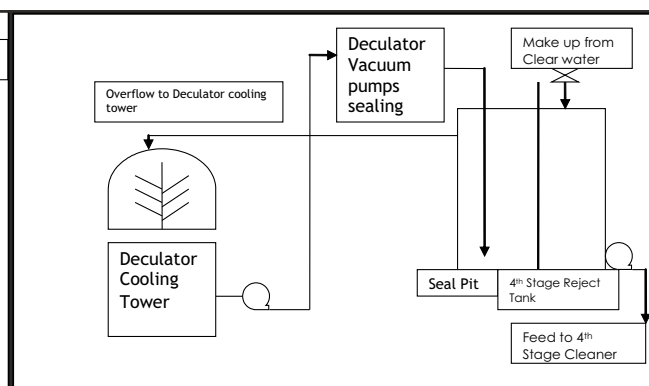 Deculator
Vacuum
pumps
sealing
Make up from
Clear water
Overflow to Deculator cooling
tower
Deculator
Cooling
Tower
Seal Pit
4th Stage Reject
Tank
Feed to 4th
Stage Cleaner